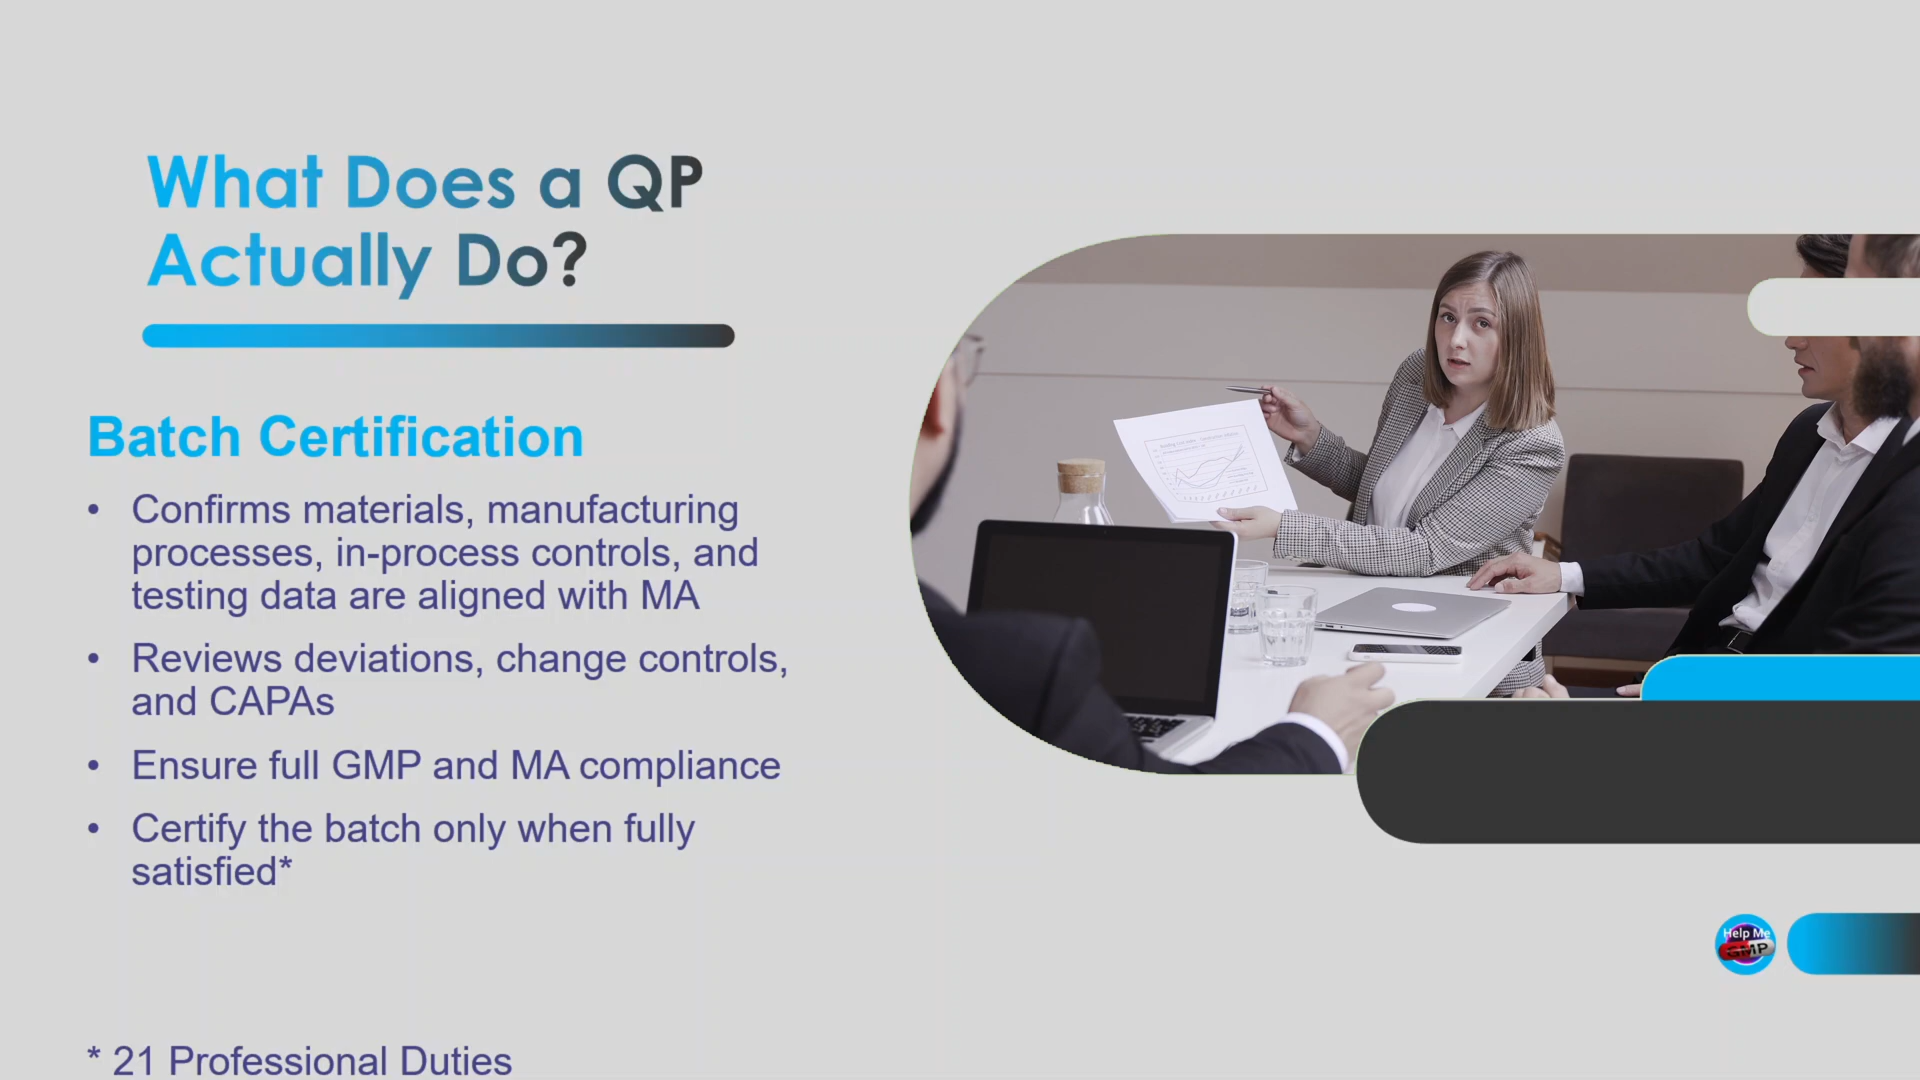 What Does a QP
Actually Do?
Batch Certification
• Confirms materials, manufacturing
processes, in-process controls, and
testing data are aligned with MA
• Reviews deviations, change controls,
and CAPAs
• Ensure full GMP and MA compliance
• Certify the batch only when fully
satisfied*
Help Me
GMP
* 21 Professional Duties